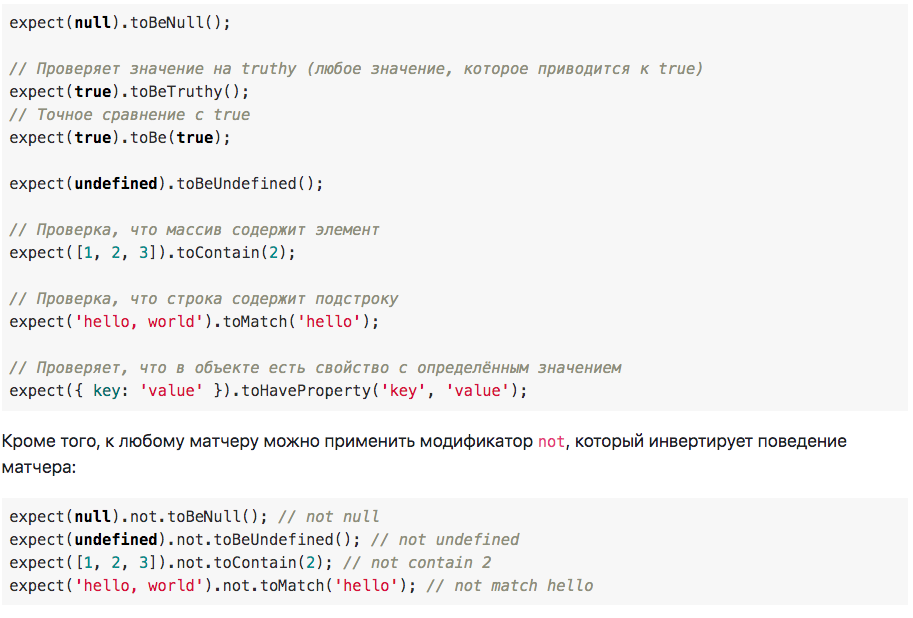 expect(null).toBeNull();
// Проверяет значение на truthy (любое значение, которое приводится к true)
expect(true).toBeTruthy();
// Точное сравнение с true
expect(true).toBe(true);
expect(undefined).toBeUndefined();
// Проверка, что массив содержит элемент
expect([1, 2, 3]).toContain(2);
// Проверка, что строка содержит подстроку
expect('hello, world').toMatch('hello');
// Проверяет, что в объекте есть свойство с определённым значением
expect({ key: 'value' }).toHaveProperty('key', 'value');
Кроме того, к любому матчеру можно применить модификатор not, который инвертирует поведение
матчера:
expect(null).not.toBeNull(); // not null
expect(undefined).not.toBeUndefined(); // not undefined
expect([1, 2, 3]).not.toContain(2); // not contain 2
expect('hello, world').not.toMatch('hello'); // not match hello